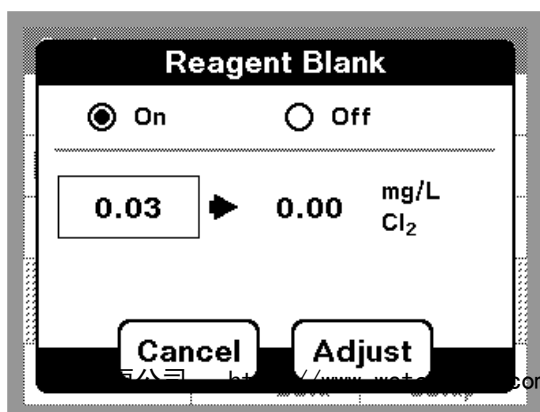 Reagent Blank
On Off
0.03 0.00 mg/L
Cl₂
Cancel Adjust